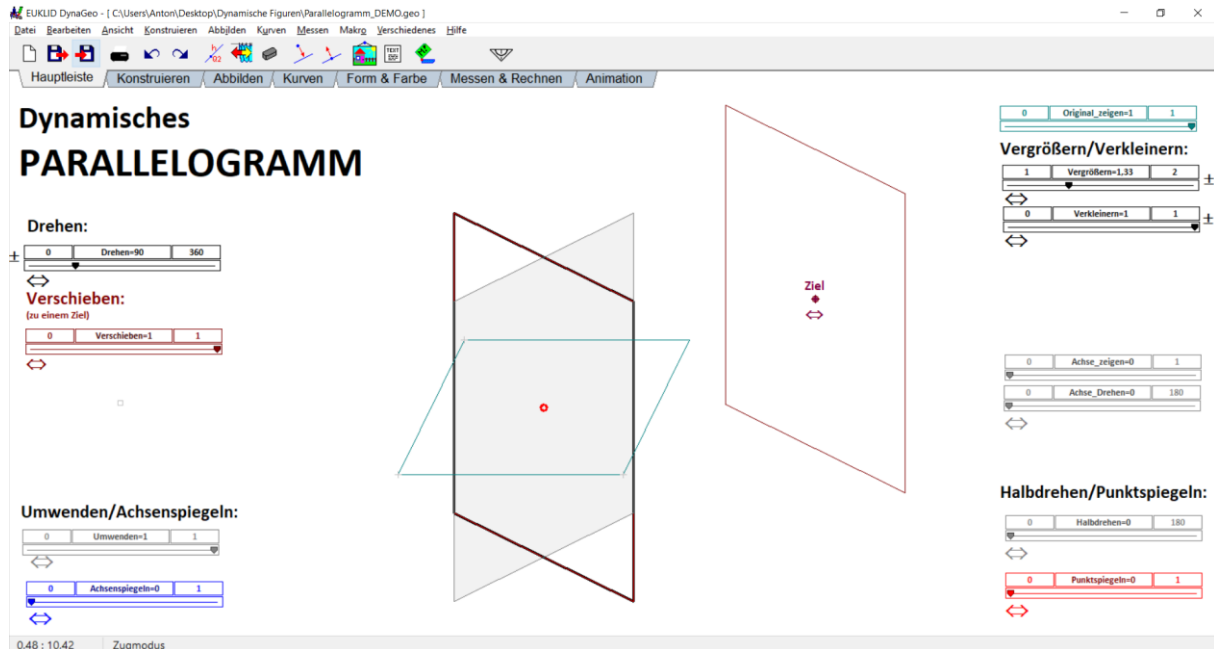 EUKLID DynaGeo - [ C:\Users\Anton\Desktop\Dynamische Figuren\Parallelogramm_DEMO.geo ]
Datei Bearbeiten Ansicht Konstruieren Abbilden Kurven Messen Makro Verschiedenes Hilfe
Hauptleiste Konstruieren Abbilden Kurven Form & Farbe Messen & Rechnen Animation
Dynamisches
PARALLELOGRAMM
Drehen:
± 0 Drehen=90 360
Verschieben:
(zu einem Ziel)
0 Verschieben=1 1
Umwenden/Achsenspiegeln:
0 Umwenden=1 1
0 Achsenspiegeln=0 1
Ziel
0 Original_zeigen=1 1
Vergrößern/Verkleinern:
1 Vergrößern=1,33 2 ±
0 Verkleinern=1 1 ±
0 Achse_zeigen=0 1
0 Achse_Drehen=0 180
Halbdrehen/Punktspiegeln:
0 Halbdrehen=0 180
0 Punktspiegeln=0 1
0.48 : 10.42 Zugmodus